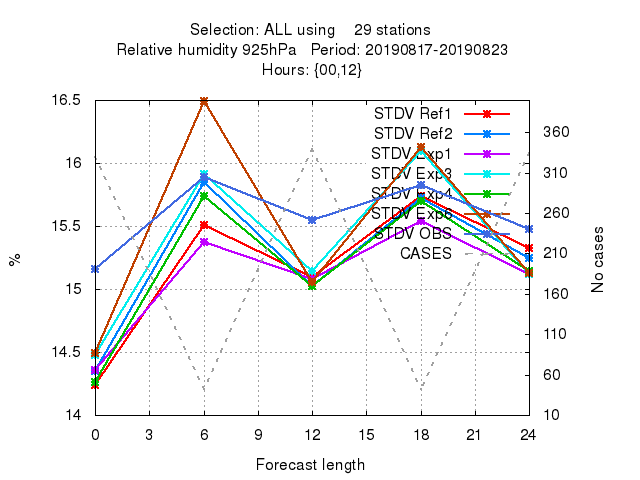 Selection: ALL using 29 stations
Relative humidity 925hPa Period: 20190817-20190823
Hours: {00,12}
16.5
16
15.5
15
14.5
14
%
360
310
260
210
160
110
60
10
No cases
STDV Ref1
STDV Ref2
STDV Exp1
STDV Exp3
STDV Exp4
STDV Exp6
STDV OBS
CASES
0 3 6 9 12 15 18 21 24
Forecast length